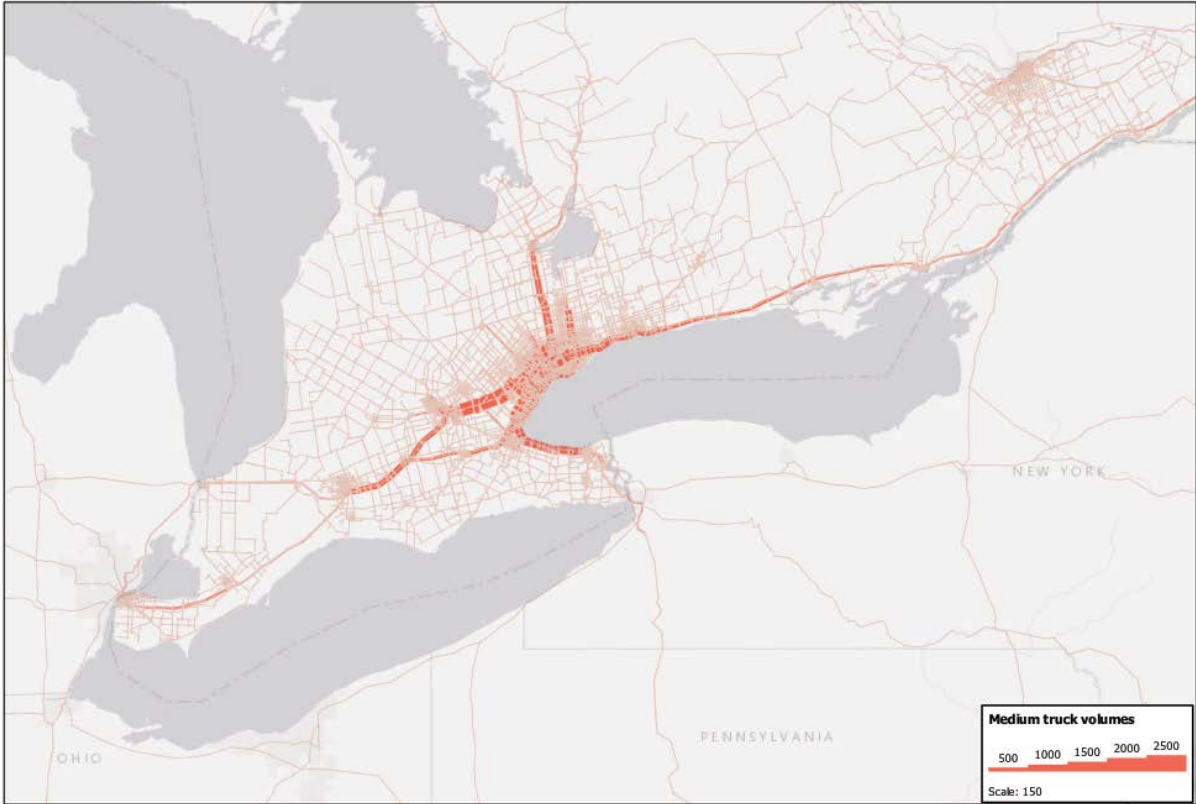 NEW YORK
PENNSYLVANIA
OHIO
Medium truck volumes
500 1000 1500 2000 2500
Scale: 150